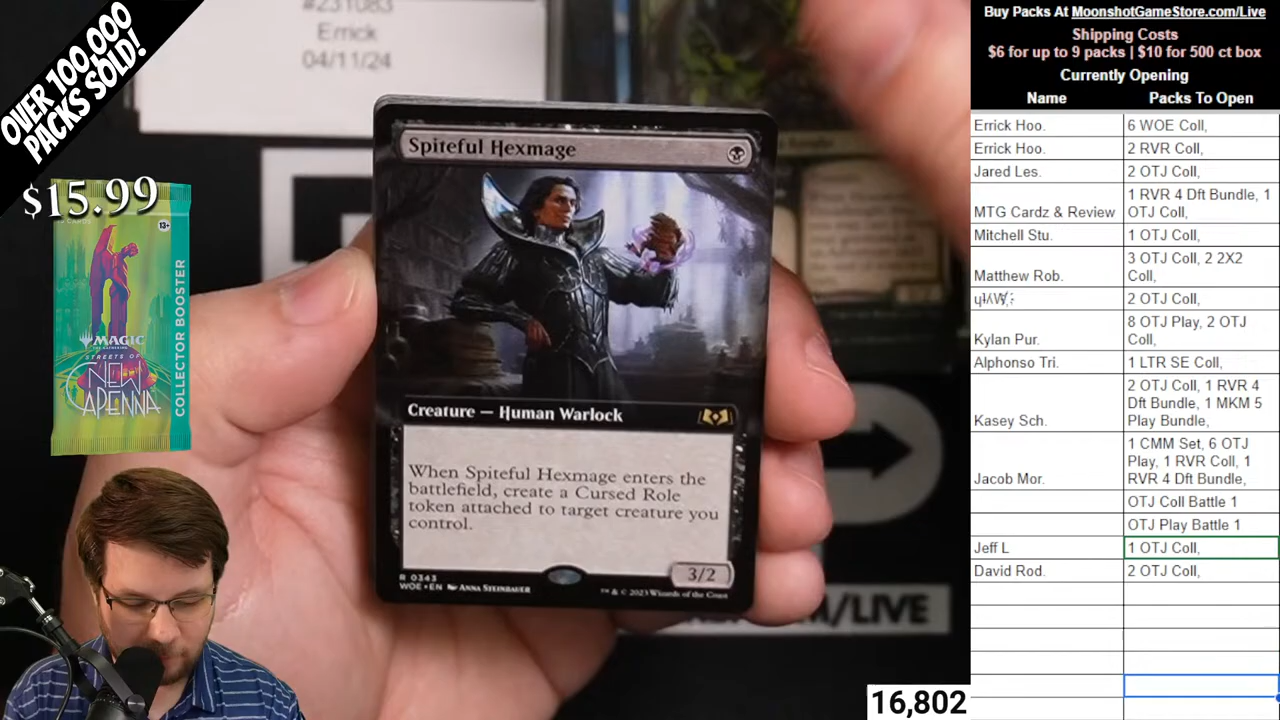 OVER 100,000
PACKS SOLD!
$15.99
13+
MAGIC
STREETS OF
NEW
CAPENNA
COLLECTOR BOOSTER
#231083
Errick
04/11/24
Spiteful Hexmage
Creature — Human Warlock
When Spiteful Hexmage enters the
battlefield, create a Cursed Role
token attached to target creature you
control.
3/2
R 0343
WOE • EN Anna Steinbauer
™ & © 2023 Wizards of the Coast
/LIVE
16,802
Buy Packs At MoonshotGameStore.com/Live
Shipping Costs
$6 for up to 9 packs | $10 for 500 ct box
Currently Opening
Name Packs To Open
Errick Hoo. 6 WOE Coll,
Errick Hoo. 2 RVR Coll,
Jared Les. 2 OTJ Coll,
MTG Cardz & Review 1 RVR 4 Dft Bundle, 1
OTJ Coll,
Mitchell Stu. 1 OTJ Coll,
Matthew Rob. 3 OTJ Coll, 2 2X2
Coll,
2 OTJ Coll,
Kylan Pur. 8 OTJ Play, 2 OTJ
Coll,
Alphonso Tri. 1 LTR SE Coll,
Kasey Sch. 2 OTJ Coll, 1 RVR 4
Dft Bundle, 1 MKM 5
Play Bundle,
Jacob Mor. 1 CMM Set, 6 OTJ
Play, 1 RVR Coll, 1
RVR 4 Dft Bundle,
OTJ Coll Battle 1
OTJ Play Battle 1
Jeff L 1 OTJ Coll,
David Rod. 2 OTJ Coll,